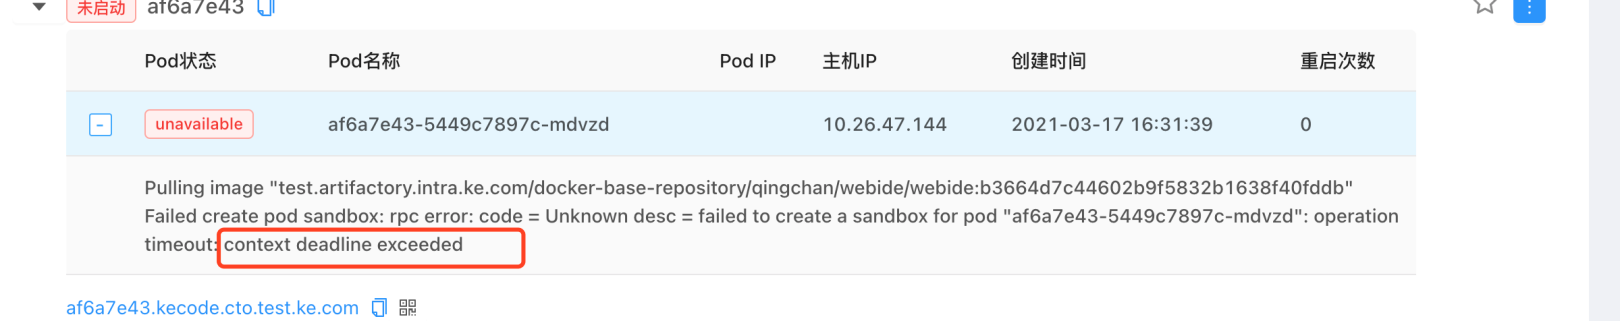 未启动 af6a7e43
Pod状态 Pod名称 Pod IP 主机IP 创建时间 重启次数
unavailable af6a7e43-5449c7897c-mdvzd 10.26.47.144 2021-03-17 16:31:39 0
Pulling image "test.artifactory.intra.ke.com/docker-base-repository/qingchan/webide/webide:b3664d7c44602b9f5832b1638f40fddb"
Failed create pod sandbox: rpc error: code = Unknown desc = failed to create a sandbox for pod "af6a7e43-5449c7897c-mdvzd": operation
timeout: context deadline exceeded
af6a7e43.kecode.cto.test.ke.com